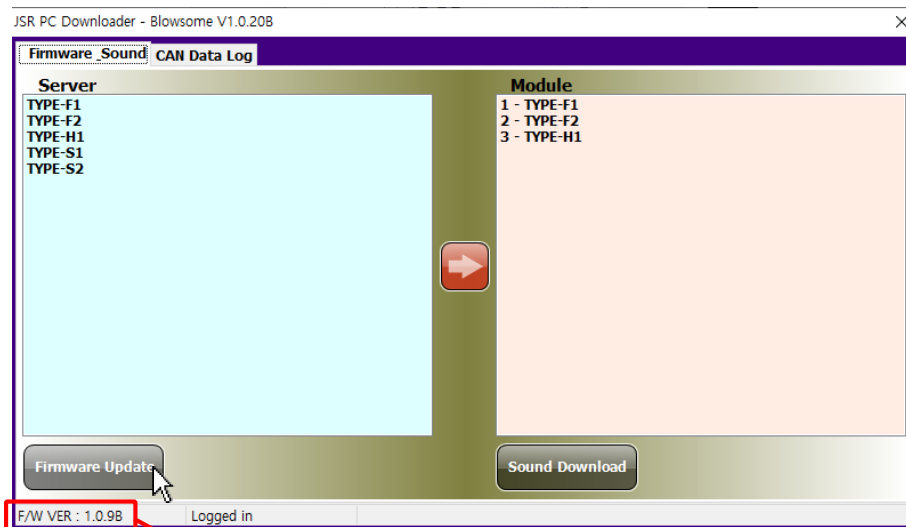 JSR PC Downloader - Blowsome V1.0.20B
Firmware_Sound CAN Data Log
Server
TYPE-F1
TYPE-F2
TYPE-H1
TYPE-S1
TYPE-S2
Module
1 - TYPE-F1
2 - TYPE-F2
3 - TYPE-H1
Firmware Update
Sound Download
F/W VER : 1.0.9B
Logged in